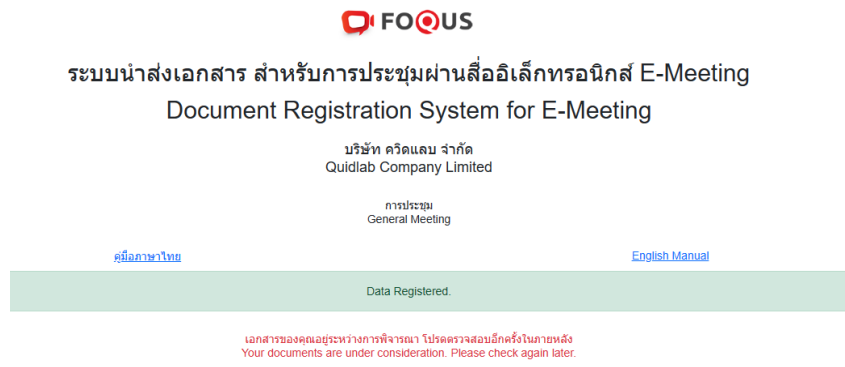 FOQUS
ระบบนำส่งเอกสาร สำหรับการประชุมผ่านสื่ออิเล็กทรอนิกส์ E-Meeting
Document Registration System for E-Meeting
บริษัท ควิดแลบ จำกัด
Quidlab Company Limited
การประชุม
General Meeting
คู่มือภาษาไทย English Manual
Data Registered.
เอกสารของคุณอยู่ระหว่างการพิจารณา โปรดตรวจสอบอีกครั้งในภายหลัง
Your documents are under consideration. Please check again later.